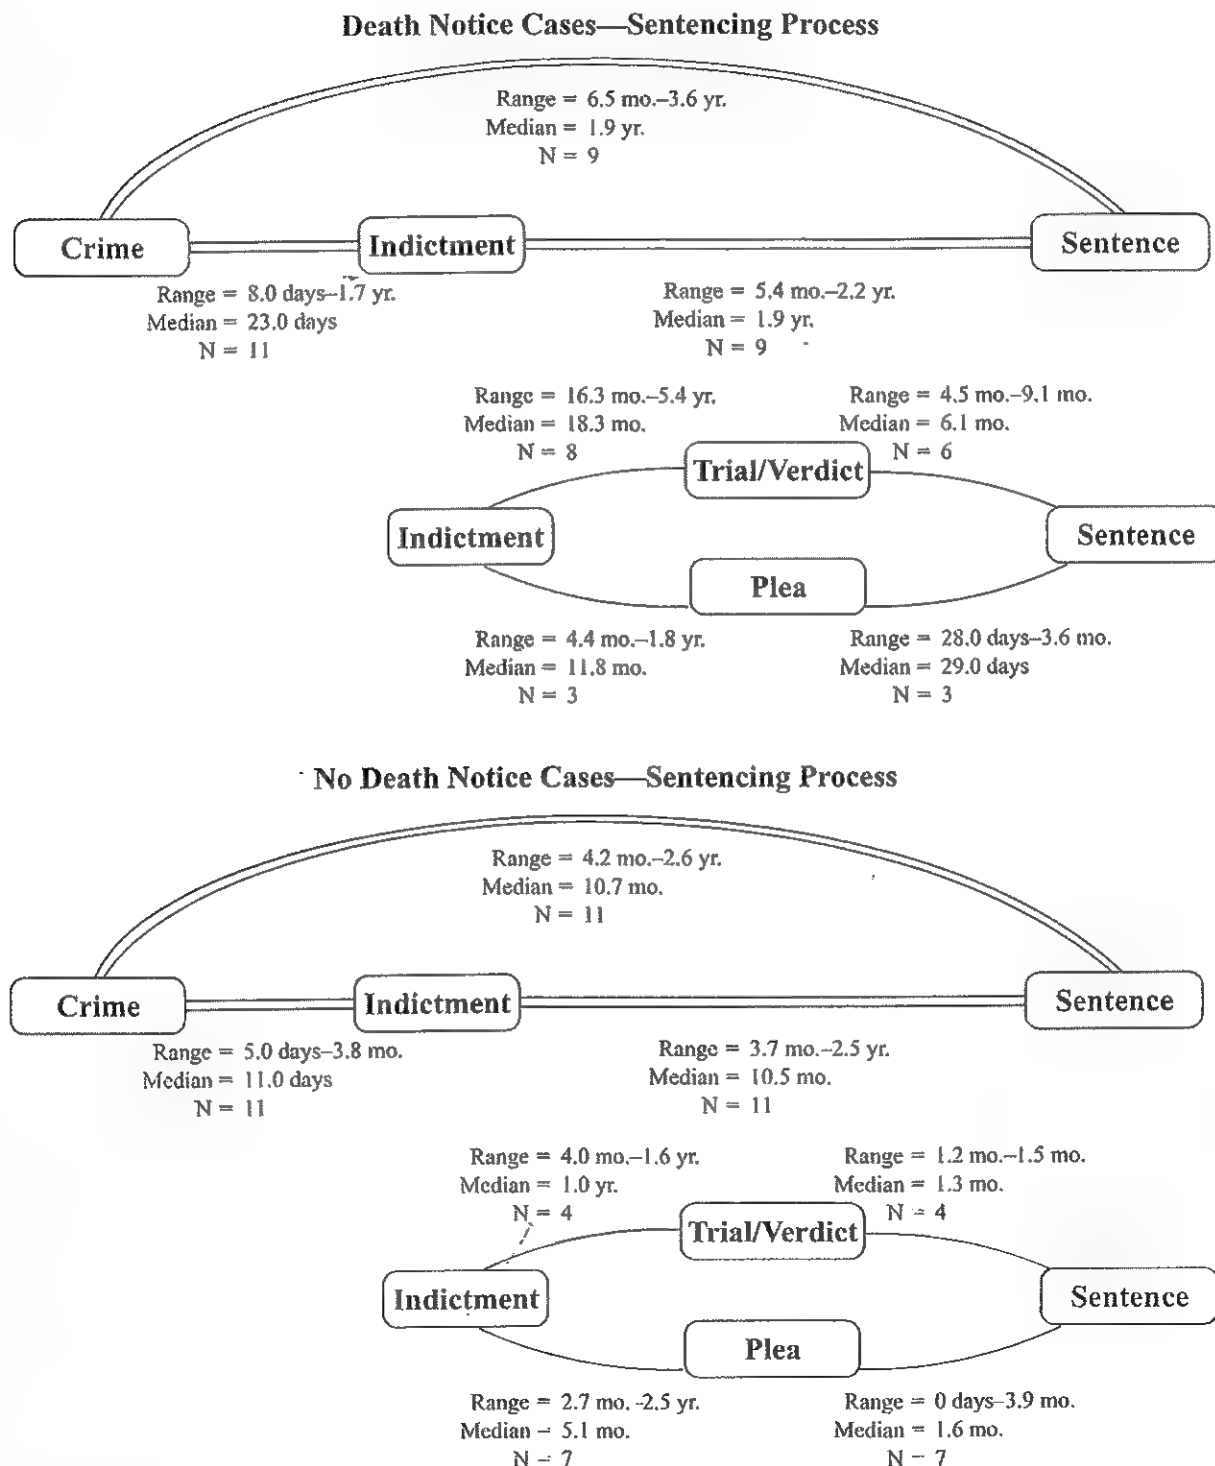 Death Notice Cases—Sentencing Process
Range = 6.5 mo.–3.6 yr.
Median = 1.9 yr.
N = 9
Crime
Indictment
Sentence
Range = 8.0 days–1.7 yr.
Median = 23.0 days
N = 11
Range = 5.4 mo.–2.2 yr.
Median = 1.9 yr.
N = 9
Range = 16.3 mo.–5.4 yr.
Median = 18.3 mo.
N = 8
Range = 4.5 mo.–9.1 mo.
Median = 6.1 mo.
N = 6
Trial/Verdict
Indictment
Sentence
Plea
Range = 4.4 mo.–1.8 yr.
Median = 11.8 mo.
N = 3
Range = 28.0 days–3.6 mo.
Median = 29.0 days
N = 3
No Death Notice Cases—Sentencing Process
Range = 4.2 mo.–2.6 yr.
Median = 10.7 mo.
N = 11
Crime
Indictment
Sentence
Range = 5.0 days–3.8 mo.
Median = 11.0 days
N = 11
Range = 3.7 mo.–2.5 yr.
Median = 10.5 mo.
N = 11
Range = 4.0 mo.–1.6 yr.
Median = 1.0 yr.
N = 4
Range = 1.2 mo.–1.5 mo.
Median = 1.3 mo.
N = 4
Trial/Verdict
Indictment
Sentence
Plea
Range = 2.7 mo.–2.5 yr.
Median = 5.1 mo.
N = 7
Range = 0 days–3.9 mo.
Median = 1.6 mo.
N = 7